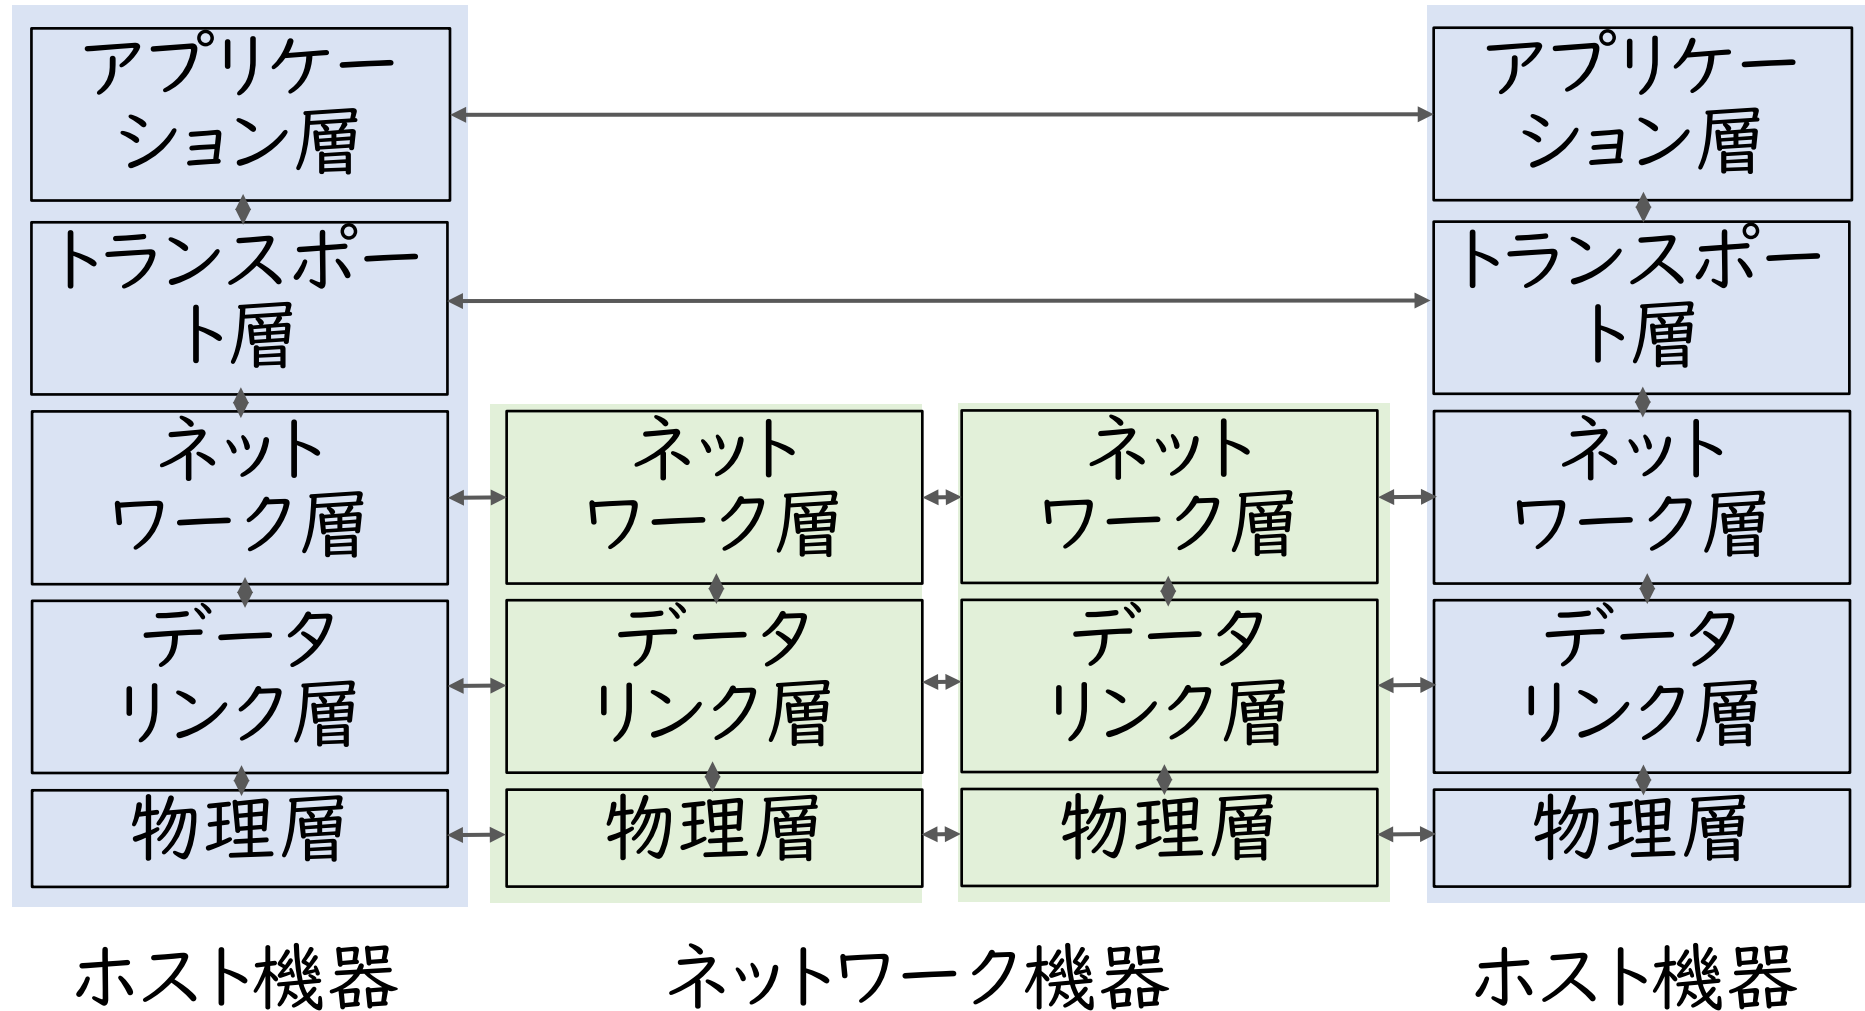 アプリケー
ション層
トランスポー
ト層
ネット
ワーク層
データ
リンク層
物理層
ホスト機器
ネット
ワーク層
データ
リンク層
物理層
ネット
ワーク層
データ
リンク層
物理層
ネットワーク機器
アプリケー
ション層
トランスポー
ト層
ネット
ワーク層
データ
リンク層
物理層
ホスト機器